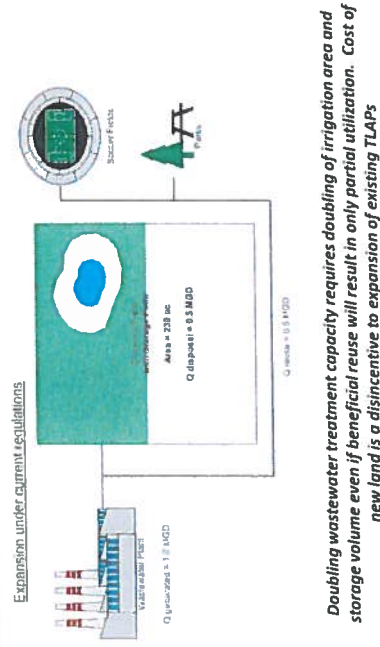 Expansion under current regulations
Wastewater Plant
Q generated = 1.0 MGD
Area = 230 ac
Q disposal = 0.5 MGD
Soccer Fields
Parks
Q reuse = 0.5 MGD
Doubling wastewater treatment capacity requires doubling of irrigation area and
storage volume even if beneficial reuse will result in only partial utilization. Cost of
new land is a disincentive to expansion of existing TLAPs